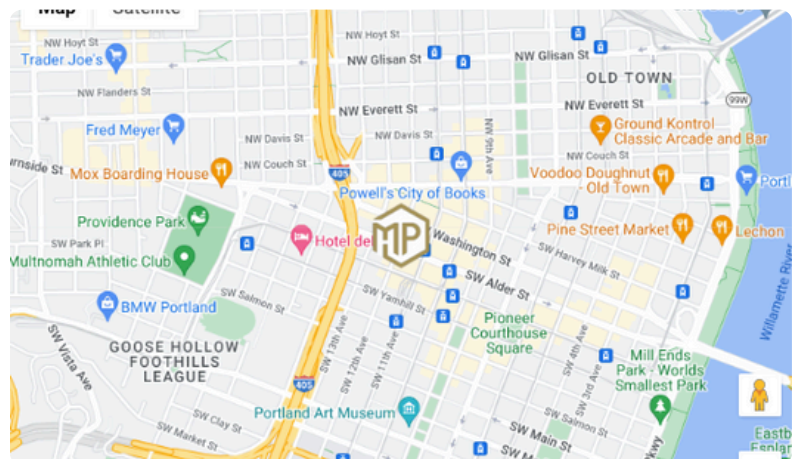 Map
Satellite
NW Hoyt St
NW Hoyt St
Trader Joe's
NW Glisan St
NW Glisan St
OLD TOWN
NW Flanders St
NW Everett St
NW Everett St
99W
Fred Meyer
NW Davis St
NW Davis St
NW 9th Ave
Ground Kontrol
Classic Arcade and Bar
NW Couch St
NW Couch St
urnside St
Mox Boarding House
405
Powell's City of Books
Voodoo Doughnut
- Old Town
Portl
Providence Park
Hotel de
MP
Washington St
Pine Street Market
Lechon
SW Park Pl
Multnomah Athletic Club
SW Harvey Milk St
SW Alder St
BMW Portland
SW Salmon St
SW Yamhill St
Willamette River
Pioneer
Courthouse
Square
GOOSE HOLLOW
FOOTHILLS
LEAGUE
SW Vista Ave
SW 13th Ave
SW 12th Ave
SW 11th Ave
SW 4th Ave
SW 3rd Ave
Mill Ends
Park - Worlds
Smallest Park
405
Portland Art Museum
SW Clay St
SW Market St
SW Salmon St
SW Main St
SW M
kwy
Eastb
Esplan